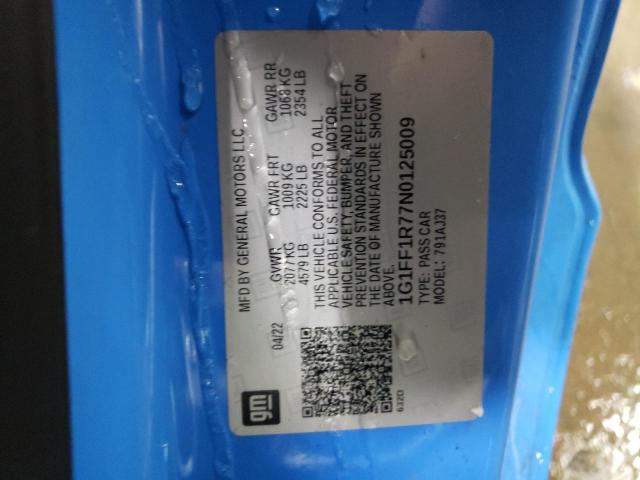 MFD BY GENERAL MOTORS LLC
04/22 GVWR GAWR FRT GAWR RR
2077 KG 1009 KG 1068 KG
4579 LB 2225 LB 2354 LB
THIS VEHICLE CONFORMS TO ALL
APPLICABLE U.S. FEDERAL MOTOR
VEHICLE SAFETY, BUMPER, AND THEFT
PREVENTION STANDARDS IN EFFECT ON
THE DATE OF MANUFACTURE SHOWN
ABOVE.
1G1FF1R77N0125009
TYPE: PASS CAR
MODEL: 791AJ37
gm
632D